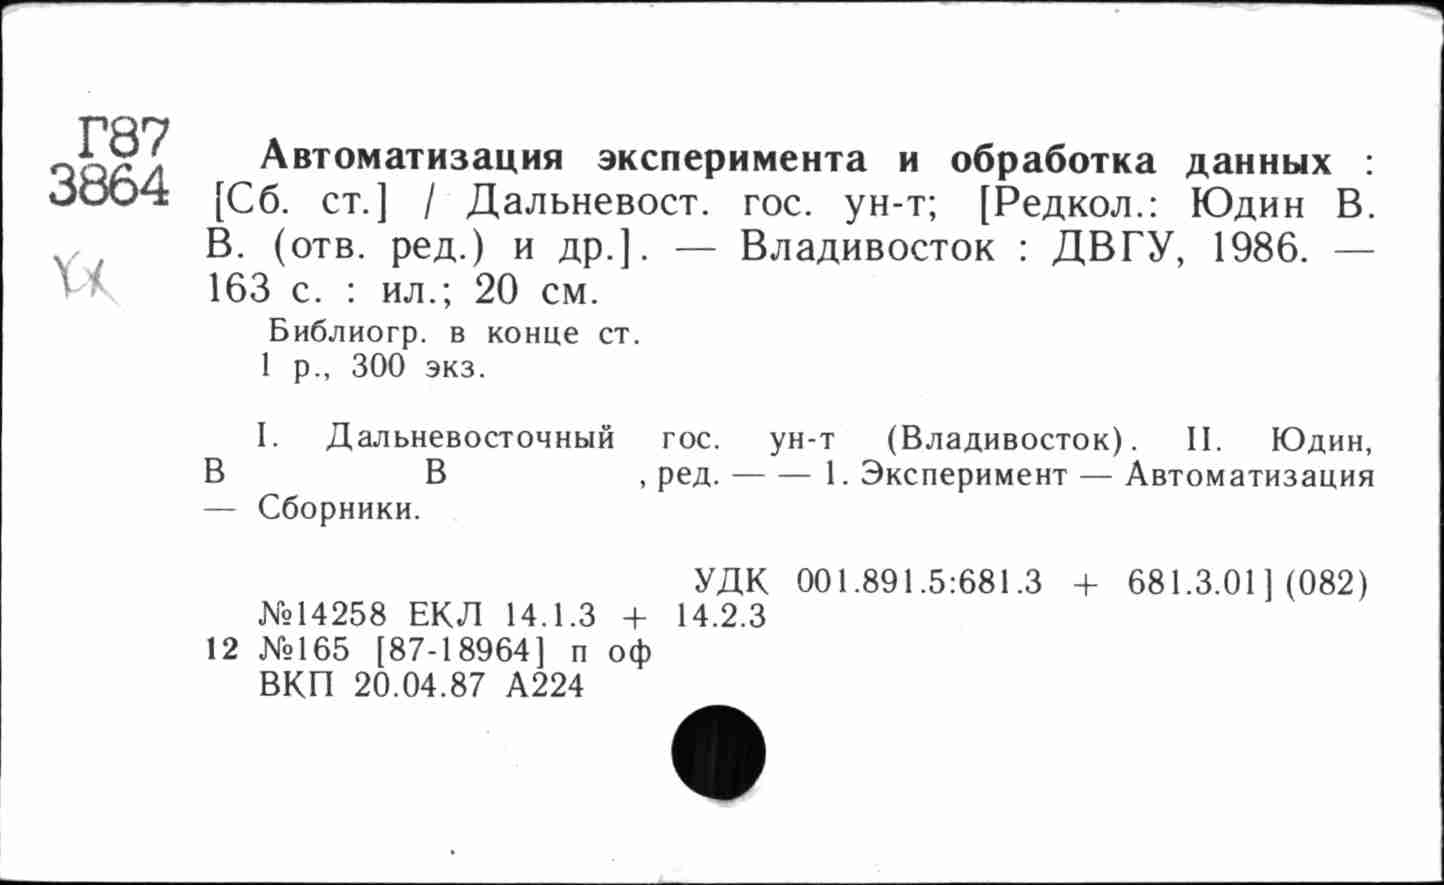 Г87
3864
Автоматизация эксперимента и обработка данных :
[Сб. ст.] / Дальневост. гос. ун-т; [Редкол.: Юдин В.
В. (отв. ред.) и др.]. — Владивосток : ДВГУ, 1986. —
163 с. : ил.; 20 см.
Библиогр. в конце ст.
1 р., 300 экз.
I. Дальневосточный гос. ун-т (Владивосток). II. Юдин,
В В , ред. — — 1. Эксперимент — Автоматизация
— Сборники.
УДК 001.891.5:681.3 + 681.3.01] (082)
№14258 ЕКЛ 14.1.3 + 14.2.3
12 №165 [87-18964] п оф
ВКП 20.04.87 А224